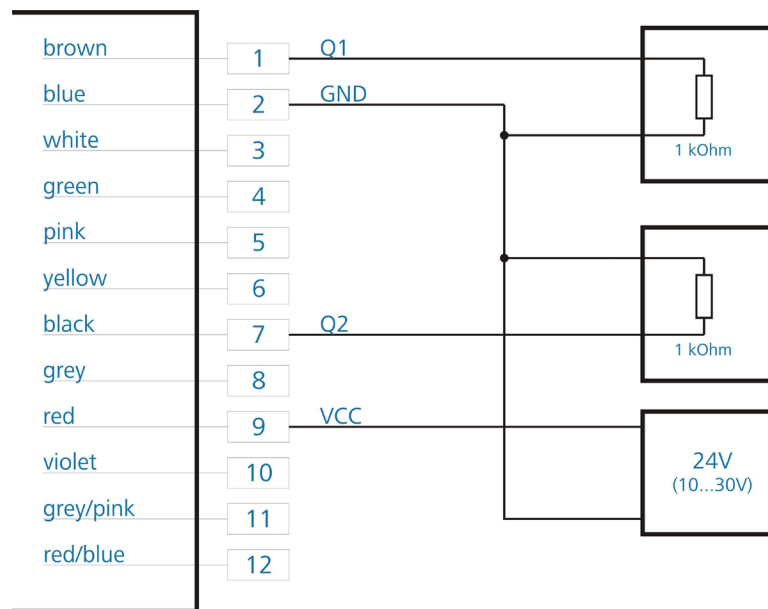 brown 1 Q1
blue 2 GND
white 3
1 kOhm
green 4
pink 5
yellow 6
black 7 Q2
1 kOhm
grey 8
red 9 VCC
violet 10
24V
(10...30V)
grey/pink 11
red/blue 12